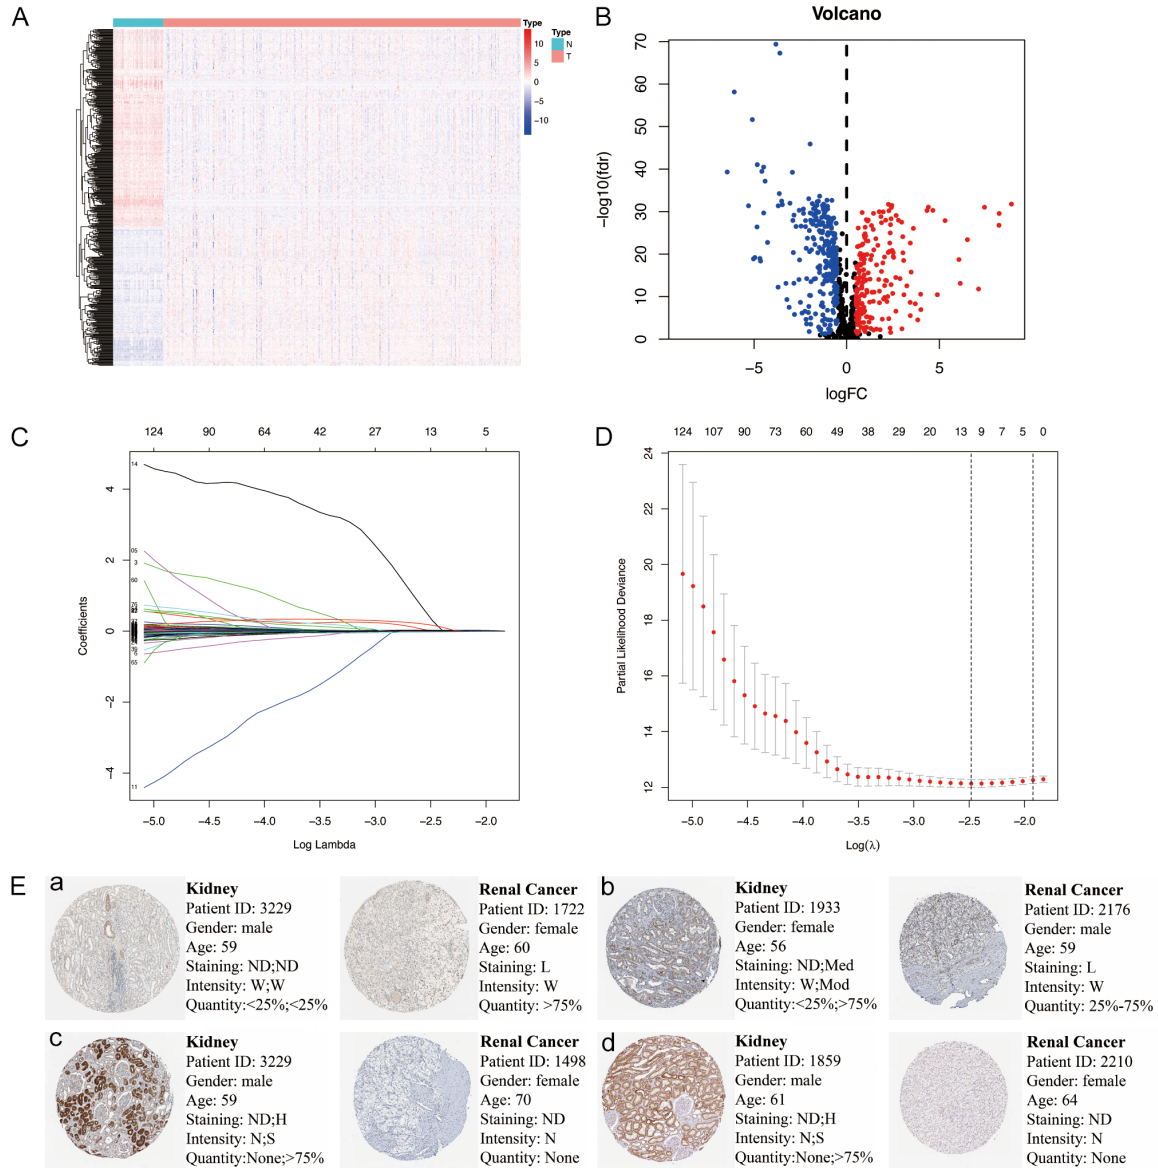 A
Type
10
5
0
−5
−10
Type
N
T
B
Volcano
70
60
50
40
30
20
10
0
−log10(fdr)
−5 0 5
logFC
C
124 90 64 42 27 13 5
4
2
0
−2
−4
Coefficients
14
05
3
60
65
11
−5.0 −4.5 −4.0 −3.5 −3.0 −2.5 −2.0
Log Lambda
D
124 107 90 73 60 49 38 29 20 13 9 7 5 0
24
22
20
18
16
14
12
Partial Likelihood Deviance
−5.0 −4.5 −4.0 −3.5 −3.0 −2.5 −2.0
Log(λ)
E
a
Kidney
Patient ID: 3229
Gender: male
Age: 59
Staining: ND;ND
Intensity: W;W
Quantity:<25%;<25%
Renal Cancer
Patient ID: 1722
Gender: female
Age: 60
Staining: L
Intensity: W
Quantity: >75%
b
Kidney
Patient ID: 1933
Gender: female
Age: 56
Staining: ND;Med
Intensity: W;Mod
Quantity:<25%;>75%
Renal Cancer
Patient ID: 2176
Gender: male
Age: 59
Staining: L
Intensity: W
Quantity: 25%-75%
c
Kidney
Patient ID: 3229
Gender: male
Age: 59
Staining: ND;H
Intensity: N;S
Quantity:None;>75%
Renal Cancer
Patient ID: 1498
Gender: female
Age: 70
Staining: ND
Intensity: N
Quantity: None
d
Kidney
Patient ID: 1859
Gender: male
Age: 61
Staining: ND;H
Intensity: N;S
Quantity:None;>75%
Renal Cancer
Patient ID: 2210
Gender: female
Age: 64
Staining: ND
Intensity: N
Quantity: None